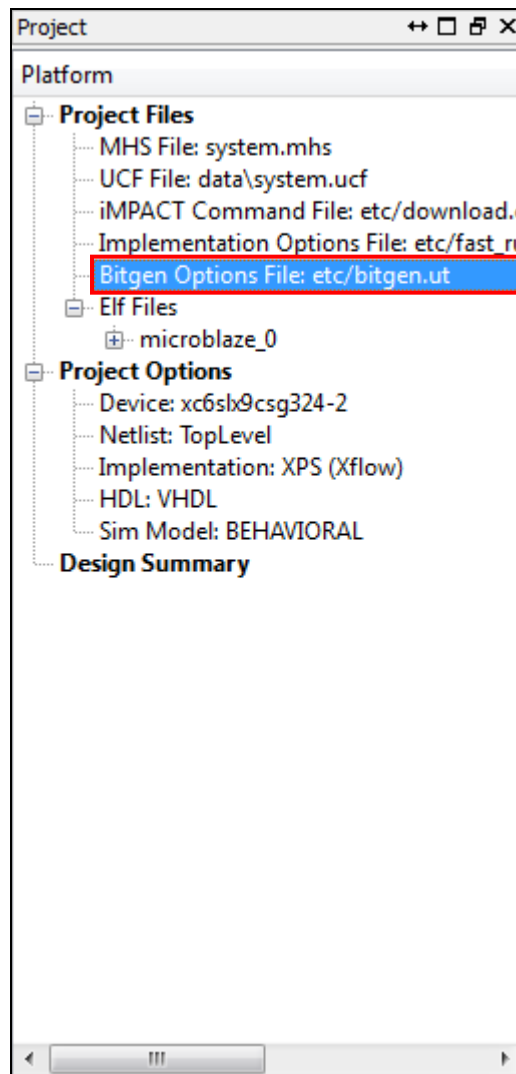 Project
Platform
Project Files
MHS File: system.mhs
UCF File: data\system.ucf
iMPACT Command File: etc/download.
Implementation Options File: etc/fast_ru
Bitgen Options File: etc/bitgen.ut
Elf Files
microblaze_0
Project Options
Device: xc6slx9csg324-2
Netlist: TopLevel
Implementation: XPS (Xflow)
HDL: VHDL
Sim Model: BEHAVIORAL
Design Summary